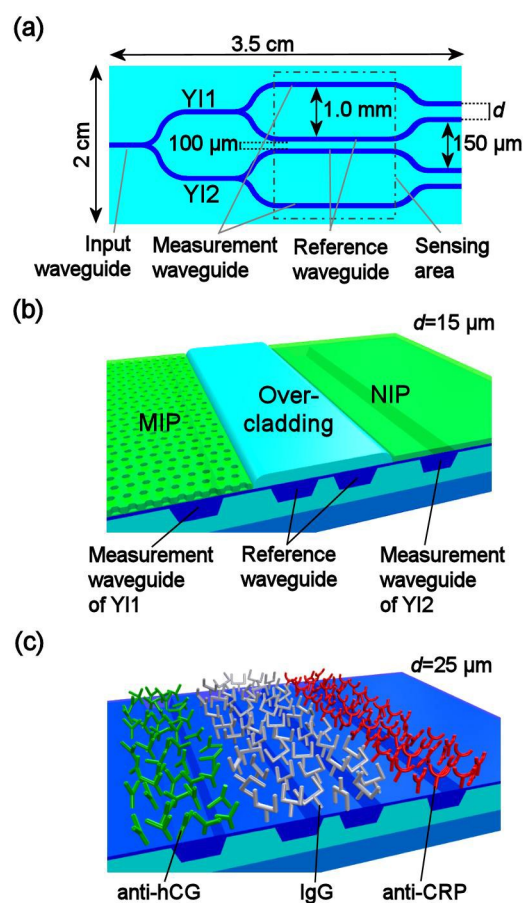 (a)
3.5 cm
2 cm
YI1
1.0 mm
d
100 µm
150 µm
YI2
Input
waveguide
Measurement
waveguide
Reference
waveguide
Sensing
area
(b)
d=15 µm
MIP
Over-
cladding
NIP
Measurement
waveguide
of YI1
Reference
waveguide
Measurement
waveguide
of YI2
(c)
d=25 µm
anti-hCG
IgG
anti-CRP